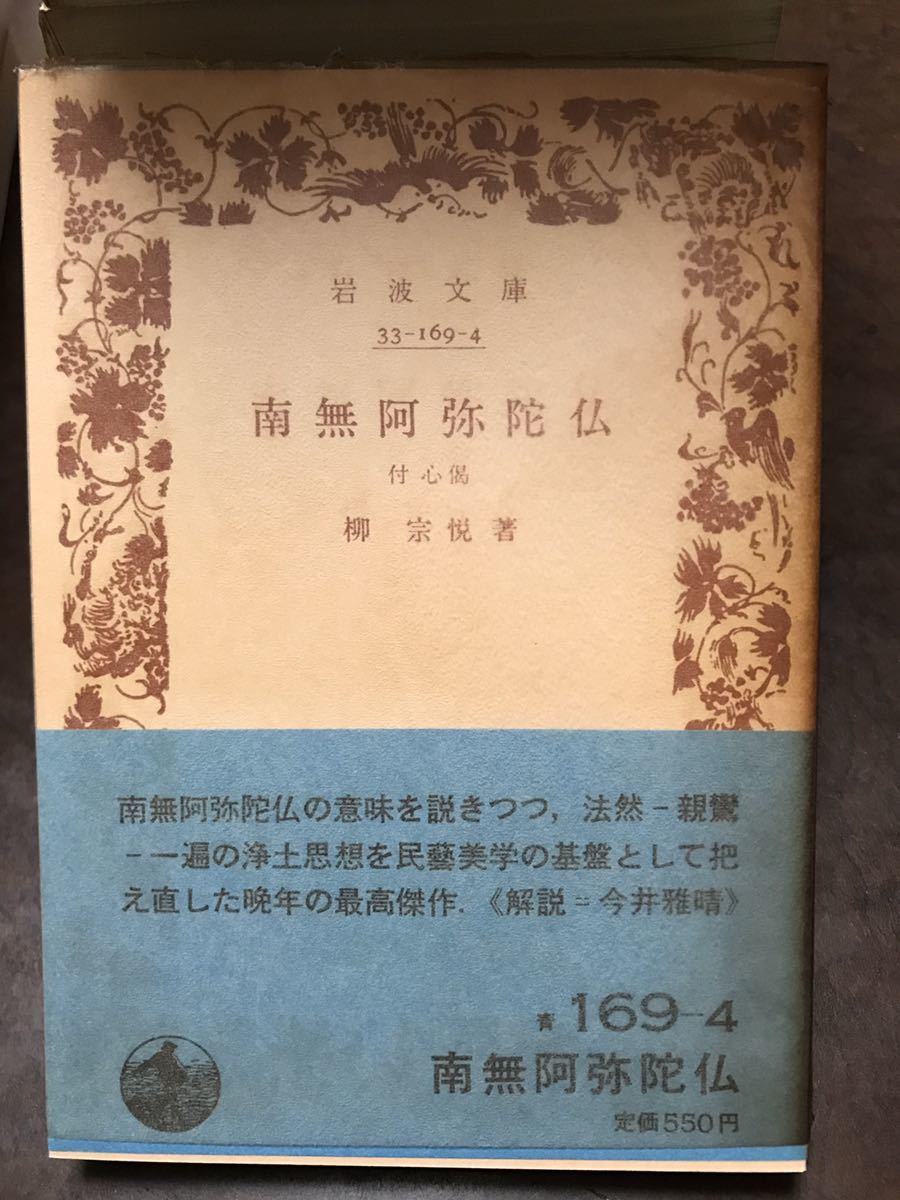 岩波文庫
33-169-4
南無阿弥陀仏
付心偈
柳宗悦著
南無阿弥陀仏の意味を説きつつ，法然－親鸞
－一遍の浄土思想を民藝美学の基盤として把
え直した晩年の最高傑作．《解説＝今井雅晴》
青 169-4
南無阿弥陀仏
定価550円